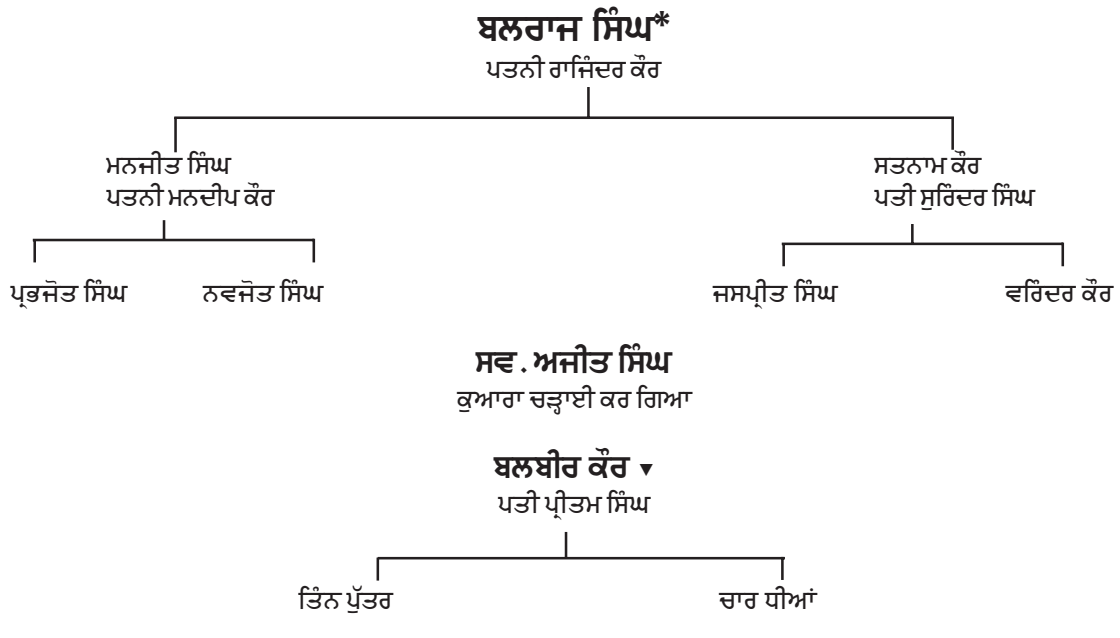 ਬਲਰਾਜ ਸਿੰਘ*
ਪਤਨੀ ਰਾਜਿੰਦਰ ਕੌਰ
ਮਨਜੀਤ ਸਿੰਘ
ਪਤਨੀ ਮਨਦੀਪ ਕੌਰ
ਸਤਨਾਮ ਕੌਰ
ਪਤੀ ਸੁਰਿੰਦਰ ਸਿੰਘ
ਪ੍ਰਭਜੋਤ ਸਿੰਘ
ਨਵਜੋਤ ਸਿੰਘ
ਜਸਪ੍ਰੀਤ ਸਿੰਘ
ਵਰਿੰਦਰ ਕੌਰ
ਸਵ. ਅਜੀਤ ਸਿੰਘ
ਕੁਆਰਾ ਚੜ੍ਹਾਈ ਕਰ ਗਿਆ
ਬਲਬੀਰ ਕੌਰ ▾
ਪਤੀ ਪ੍ਰੀਤਮ ਸਿੰਘ
ਤਿੰਨ ਪੁੱਤਰ
ਚਾਰ ਧੀਆਂ